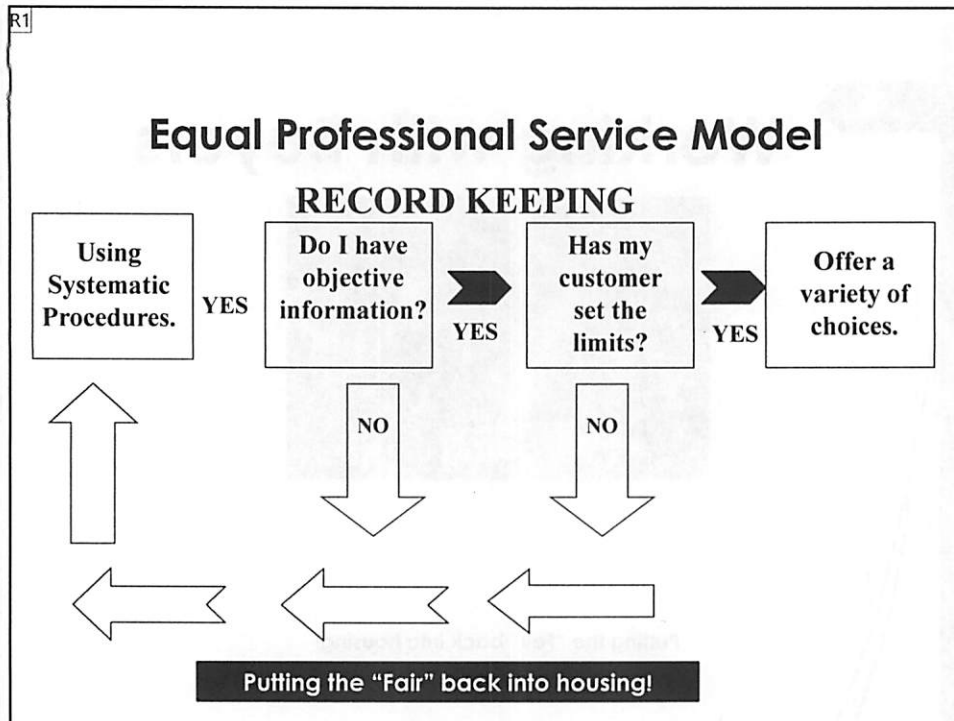 R1
Equal Professional Service Model
RECORD KEEPING
Using
Systematic
Procedures.
YES
Do I have
objective
information?
YES
Has my
customer
set the
limits?
YES
Offer a
variety of
choices.
NO
NO
Putting the “Fair” back into housing!